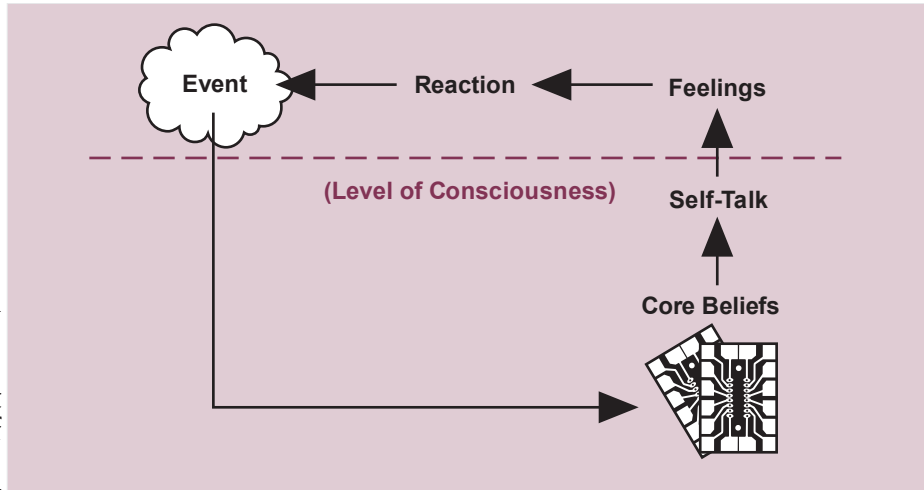 Event
Reaction
Feelings
(Level of Consciousness)
Self-Talk
Core Beliefs